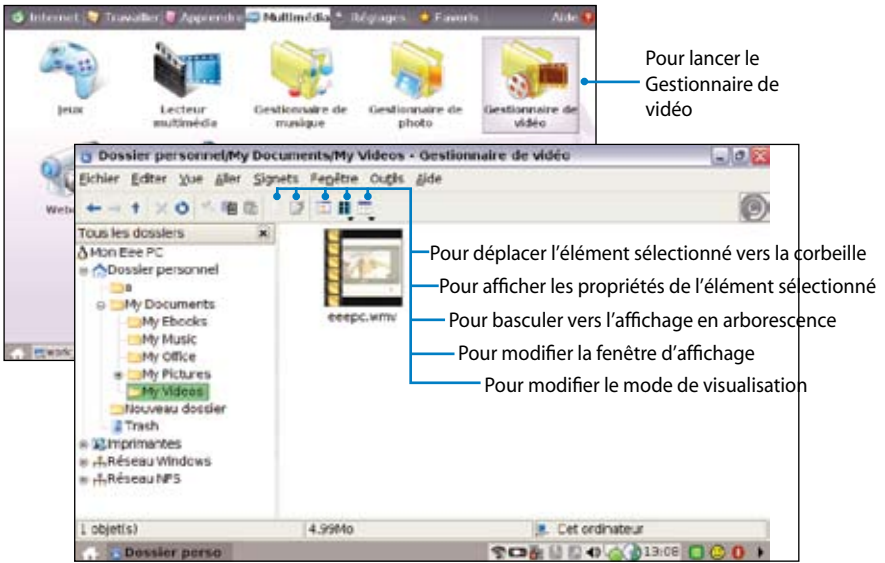 Internet Travailler Apprendre Multimédia Réglages Favoris Aide
Pour lancer le
Gestionnaire de
vidéo
Jeux
Lecteur
multimédia
Gestionnaire de
musique
Gestionnaire de
photo
Gestionnaire de
vidéo
Dossier personnel/My Documents/My Videos - Gestionnaire de vidéo
Fichier Editer Vue Aller Signets Fenêtre Outils Aide
Tous les dossiers
Mon Eee PC
Dossier personnel
a
My Documents
My Ebooks
My Music
My Office
My Pictures
My Videos
Nouveau dossier
Trash
Imprimantes
Réseau Windows
Réseau NFS
eeepc.wmv
Pour déplacer l’élément sélectionné vers la corbeille
Pour afficher les propriétés de l’élément sélectionné
Pour basculer vers l’affichage en arborescence
Pour modifier la fenêtre d’affichage
Pour modifier le mode de visualisation
1 objet(s) 4.99Mo Cet ordinateur
Dossier perso 13:08